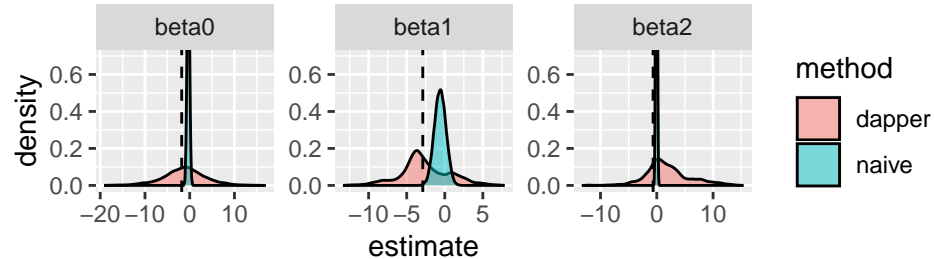 beta0 beta1 beta2
density
0.6 0.6 0.6
0.4 0.4 0.4
0.2 0.2 0.2
0.0 0.0 0.0
−20 −10 0 10 −10 −5 0 5 −10 0 10
estimate
method
dapper
naive